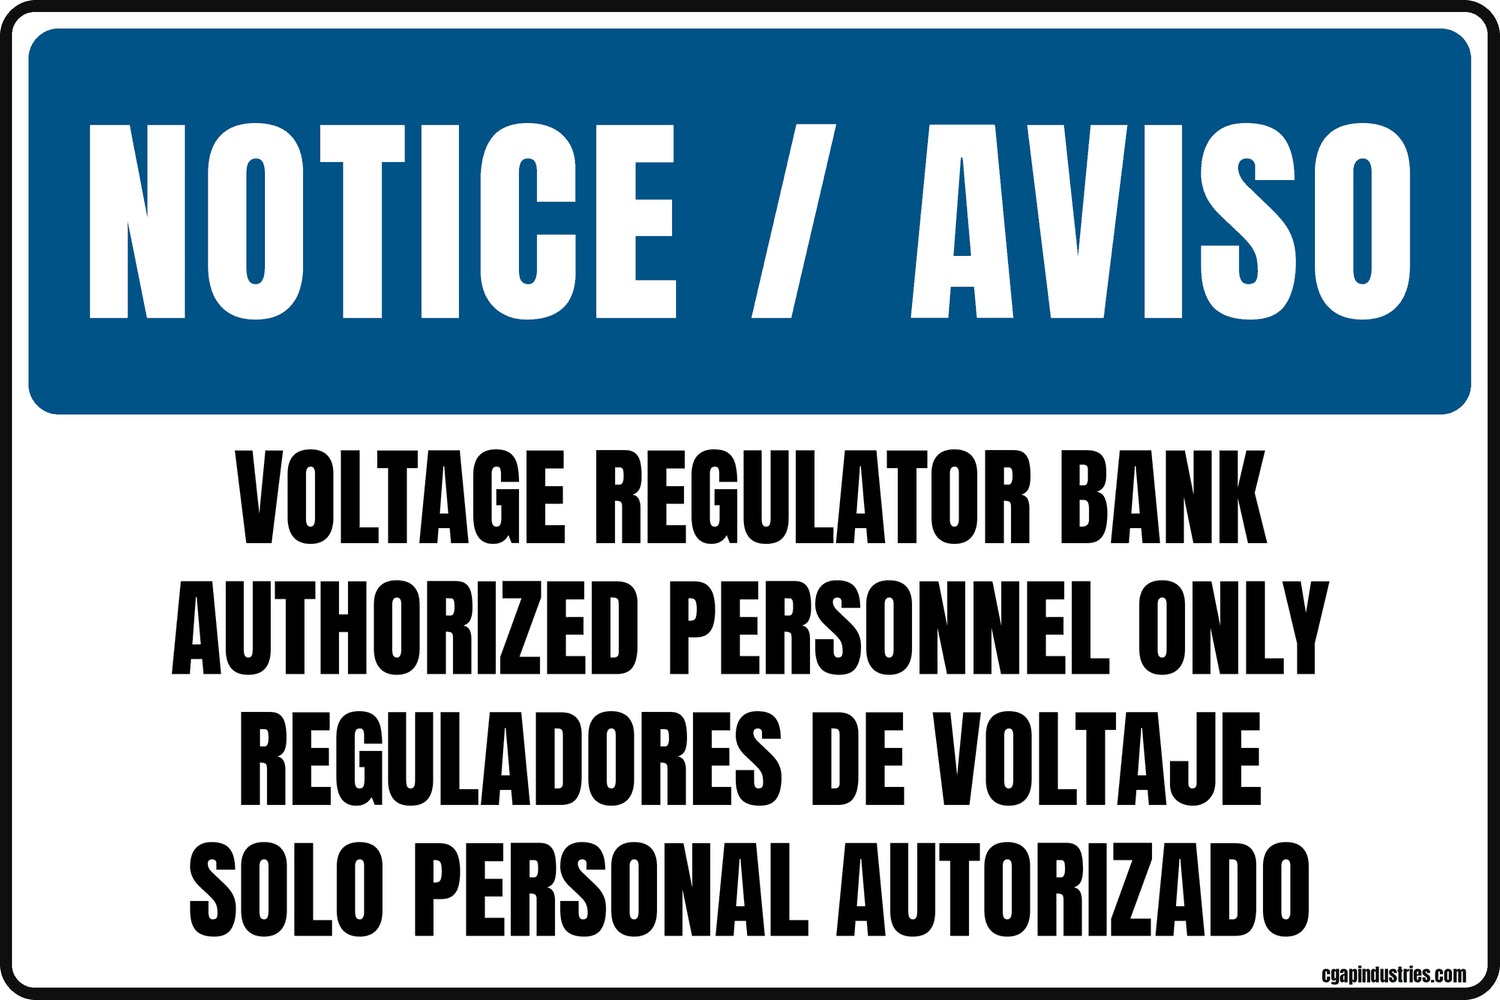 NOTICE / AVISO
VOLTAGE REGULATOR BANK
AUTHORIZED PERSONNEL ONLY
REGULADORES DE VOLTAJE
SOLO PERSONAL AUTORIZADO
cgapindustries.com